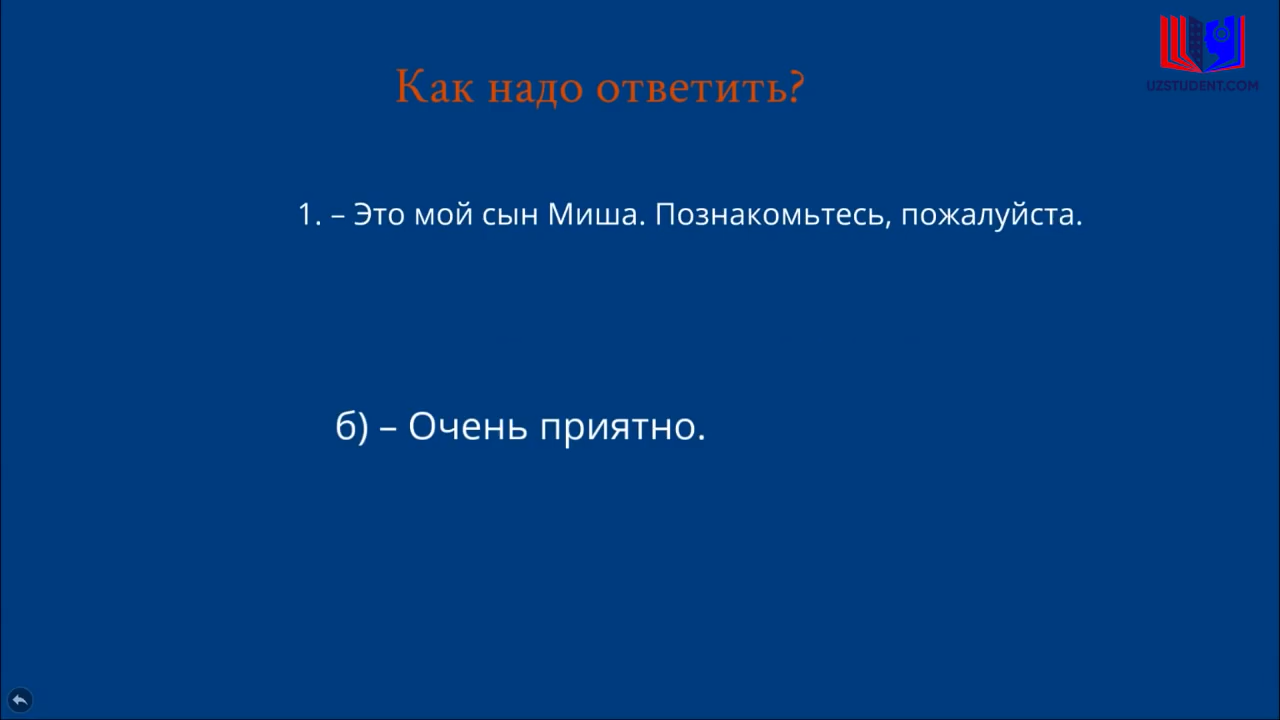 UZSTUDENT.COM
Как надо ответить?
1. – Это мой сын Миша. Познакомьтесь, пожалуйста.
б) – Очень приятно.